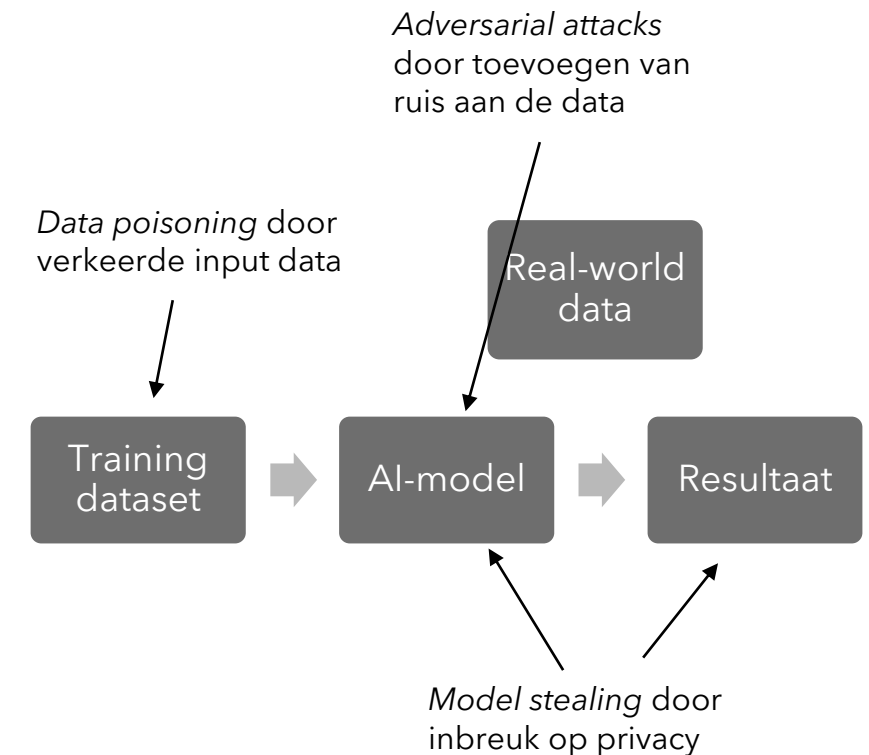 Adversarial attacks
door toevoegen van
ruis aan de data
Data poisoning door
verkeerde input data
Real-world
data
Training
dataset
AI-model
Resultaat
Model stealing door
inbreuk op privacy